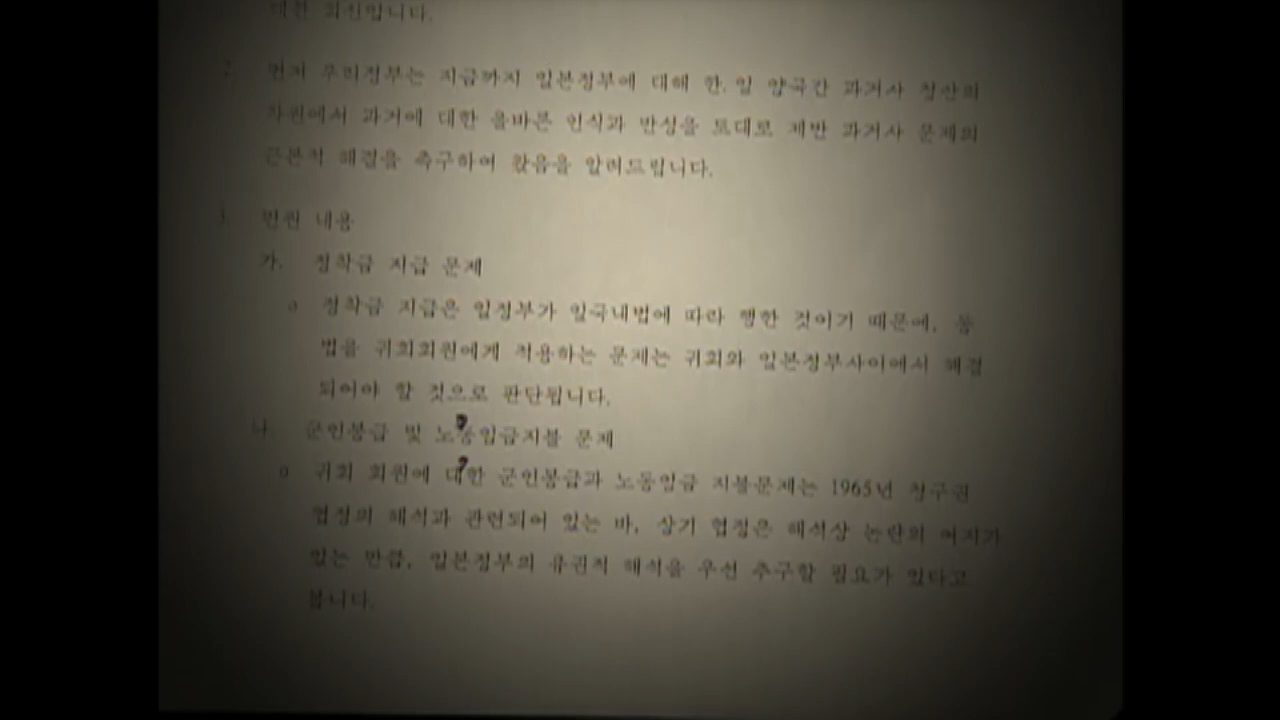 대한 회신입니다.
2. 먼저 우리정부는 지금까지 일본정부에 대해 한.일 양국간 과거사 청산의
차원에서 과거에 대한 올바른 인식과 반성을 토대로 제반 과거사 문제의
근본적 해결을 촉구하여 왔음을 알려드립니다.
3. 민원 내용
가. 정착금 지급 문제
o 정착금 지급은 일정부가 일국내법에 따라 행한 것이기 때문에, 동
법을 귀회회원에게 적용하는 문제는 귀회와 일본정부사이에서 해결
되어야 할 것으로 판단됩니다.
나. 군인봉급 및 노동임금지불 문제
o 귀회 회원에 대한 군인봉급과 노동임금 지불문제는 1965년 청구권
협정의 해석과 관련되어 있는 바, 상기 협정은 해석상 논란의 여지가
있는 만큼, 일본정부의 유권적 해석을 우선 추구할 필요가 있다고
봅니다.